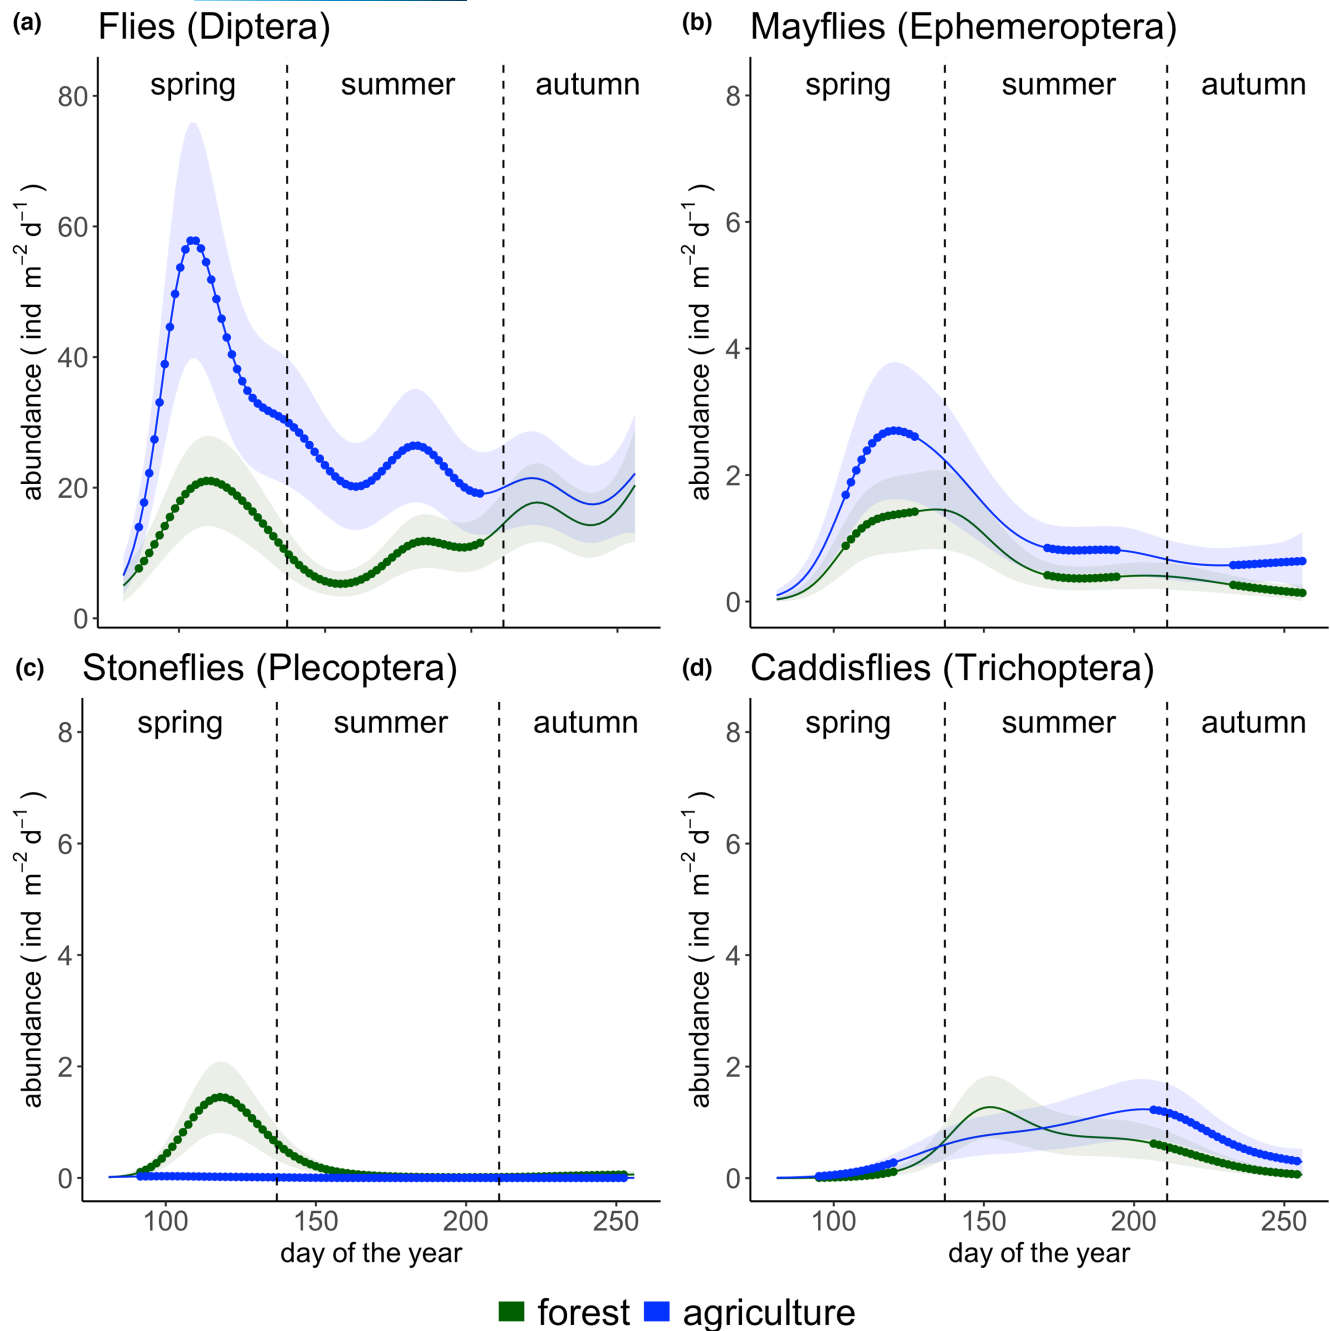 (a) Flies (Diptera)
spring summer autumn
80
60
40
20
0
abundance ( ind m⁻² d⁻¹ )
(b) Mayflies (Ephemeroptera)
spring summer autumn
8
6
4
2
0
abundance ( ind m⁻² d⁻¹ )
(c) Stoneflies (Plecoptera)
spring summer autumn
8
6
4
2
0
abundance ( ind m⁻² d⁻¹ )
100 150 200 250
day of the year
(d) Caddisflies (Trichoptera)
spring summer autumn
8
6
4
2
0
abundance ( ind m⁻² d⁻¹ )
100 150 200 250
day of the year
forest agriculture